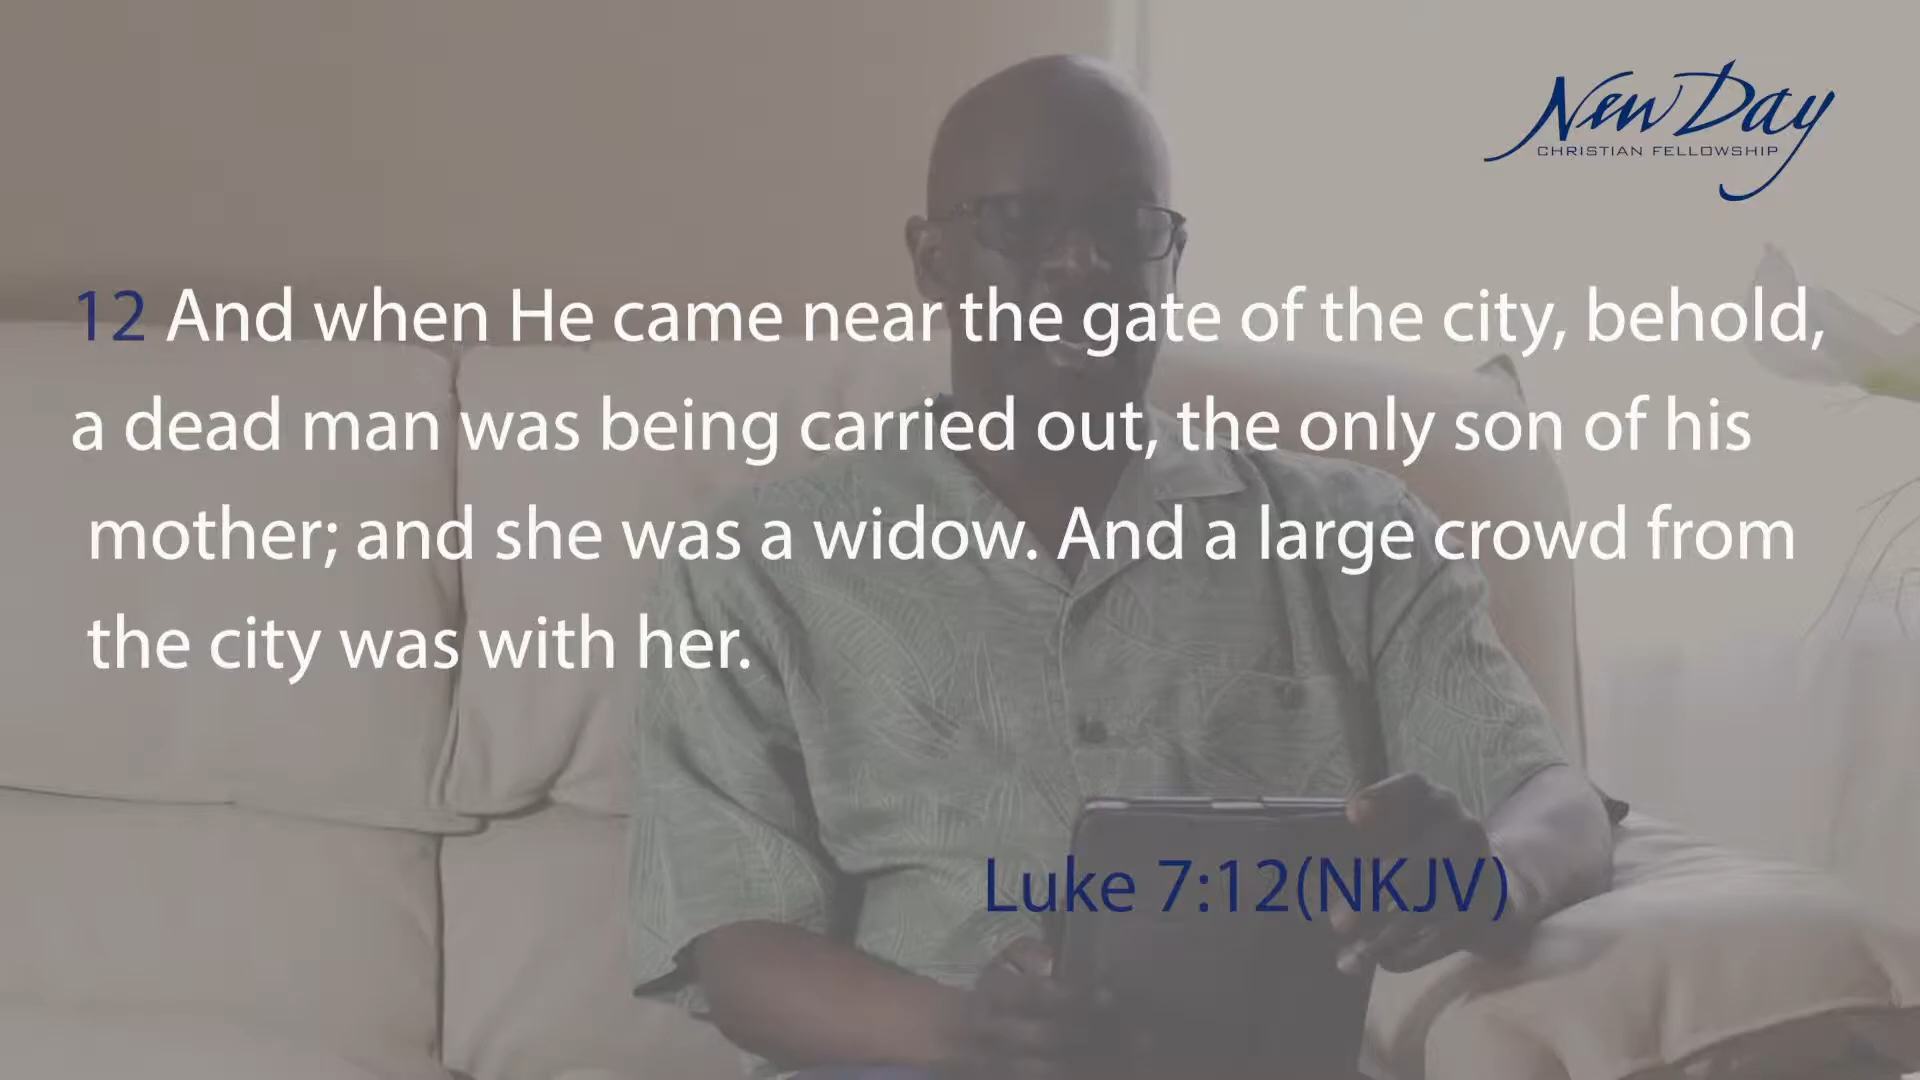 New Day
CHRISTIAN FELLOWSHIP
12 And when He came near the gate of the city, behold,
a dead man was being carried out, the only son of his
mother; and she was a widow. And a large crowd from
the city was with her.
Luke 7:12(NKJV)